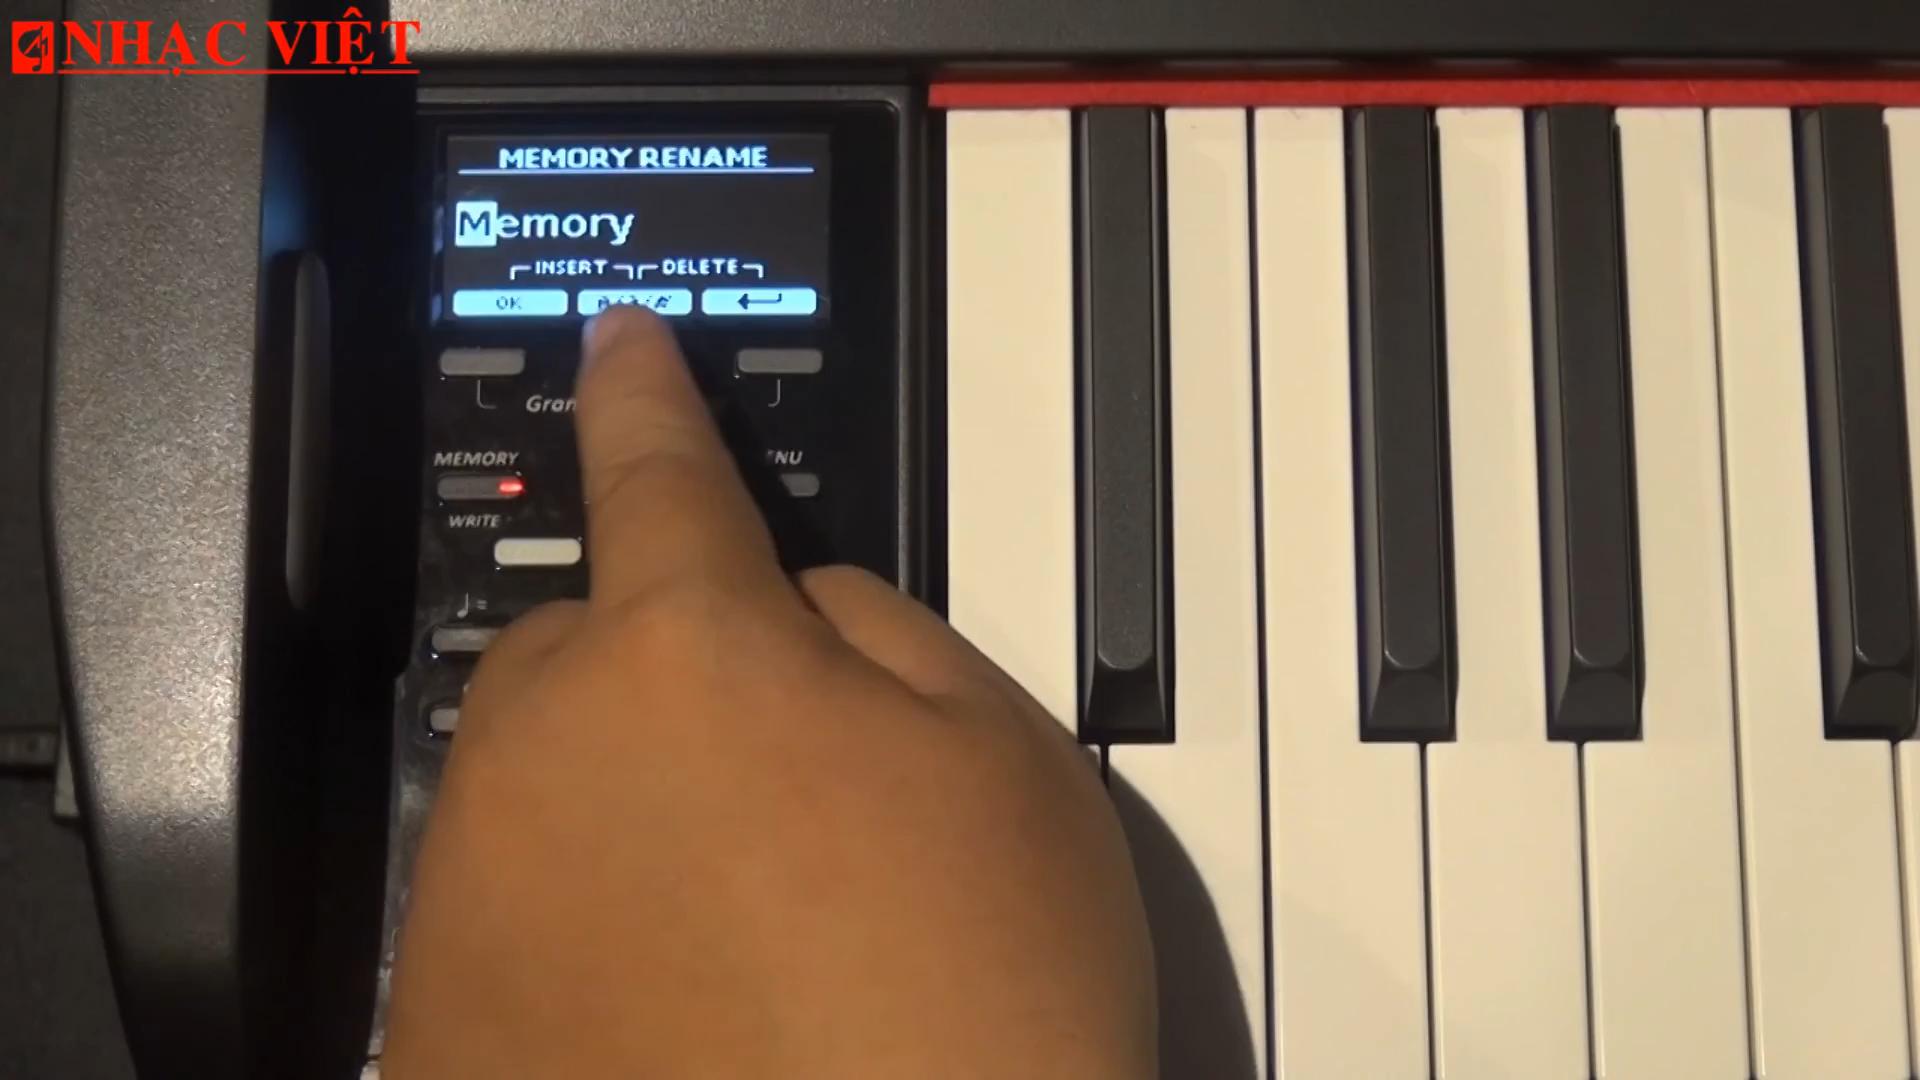 NHẠC VIỆT
MEMORY RENAME
Memory
INSERT DELETE
OK
MEMORY
WRITE